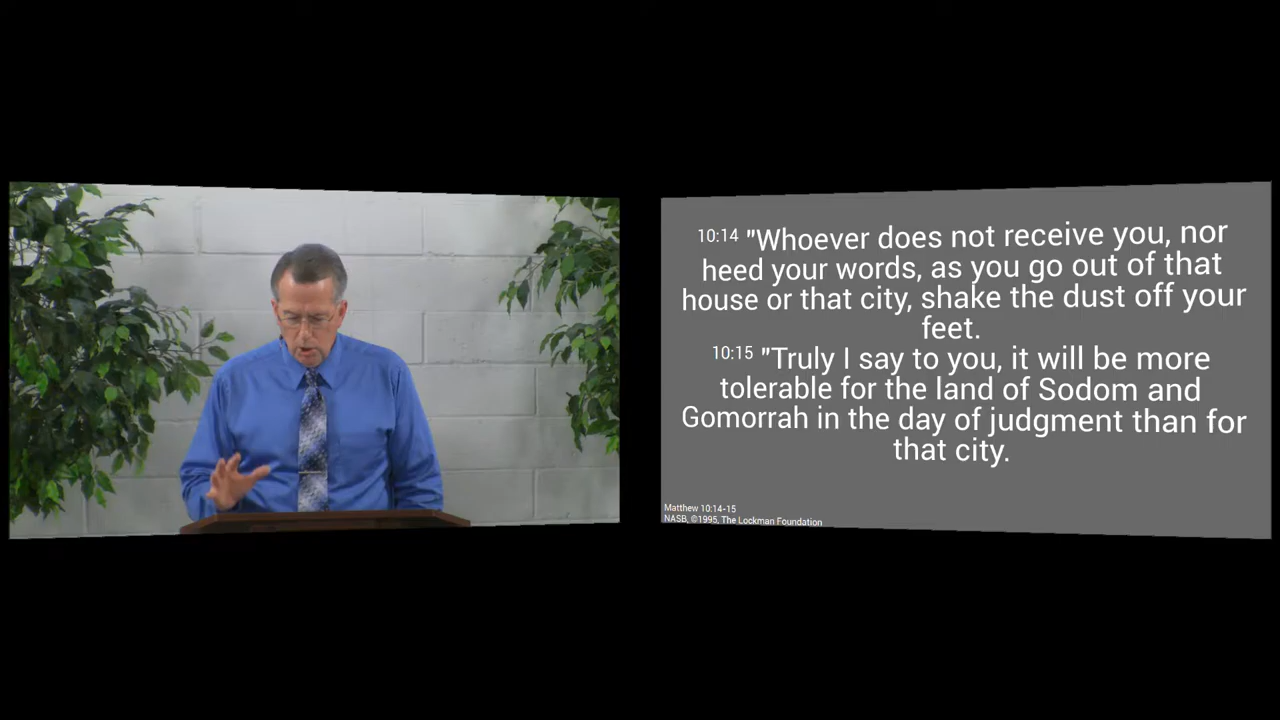 10:14 "Whoever does not receive you, nor
heed your words, as you go out of that
house or that city, shake the dust off your
feet.
10:15 "Truly I say to you, it will be more
tolerable for the land of Sodom and
Gomorrah in the day of judgment than for
that city.
Matthew 10:14-15
NASB, ©1995, The Lockman Foundation